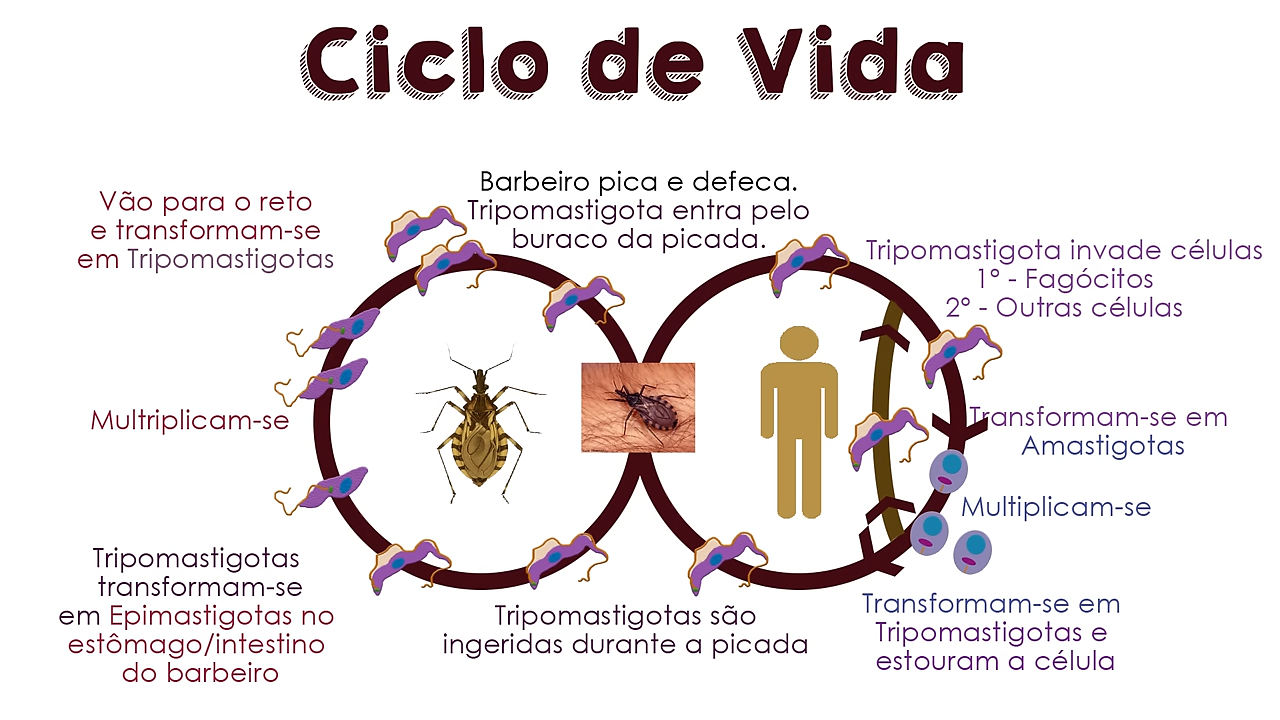 Ciclo de Vida
Barbeiro pica e defeca.
Tripomastigota entra pelo
buraco da picada.
Tripomastigota invade células
1° - Fagócitos
2° - Outras células
Transformam-se em
Amastigotas
Multiplicam-se
Transformam-se em
Tripomastigotas e
estouram a célula
Tripomastigotas são
ingeridas durante a picada
Tripomastigotas
transformam-se
em Epimastigotas no
estômago/intestino
do barbeiro
Multriplicam-se
Vão para o reto
e transformam-se
em Tripomastigotas